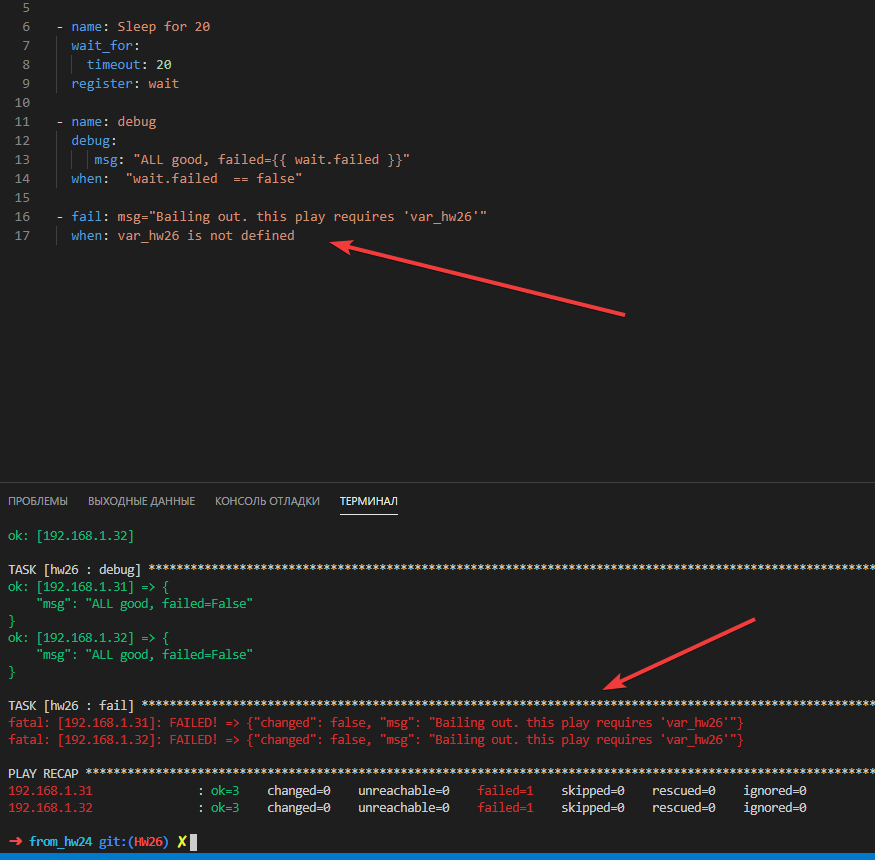 5
6 - name: Sleep for 20
7 wait_for:
8 timeout: 20
9 register: wait
10
11 - name: debug
12 debug:
13 msg: "ALL good, failed={{ wait.failed }}"
14 when:  "wait.failed  == false"
15
16 - fail: msg="Bailing out. this play requires 'var_hw26'"
17 when: var_hw26 is not defined
ПРОБЛЕМЫ ВЫХОДНЫЕ ДАННЫЕ КОНСОЛЬ ОТЛАДКИ ТЕРМИНАЛ
ok: [192.168.1.32]
TASK [hw26 : debug] *******************************************************************************************************
ok: [192.168.1.31] => {
"msg": "ALL good, failed=False"
}
ok: [192.168.1.32] => {
"msg": "ALL good, failed=False"
}
TASK [hw26 : fail] ********************************************************************************************************
fatal: [192.168.1.31]: FAILED! => {"changed": false, "msg": "Bailing out. this play requires 'var_hw26'"}
fatal: [192.168.1.32]: FAILED! => {"changed": false, "msg": "Bailing out. this play requires 'var_hw26'"}
PLAY RECAP ****************************************************************************************************************
192.168.1.31 : ok=3 changed=0 unreachable=0 failed=1 skipped=0 rescued=0 ignored=0
192.168.1.32 : ok=3 changed=0 unreachable=0 failed=1 skipped=0 rescued=0 ignored=0
➜ from_hw24 git:(HW26) ✗